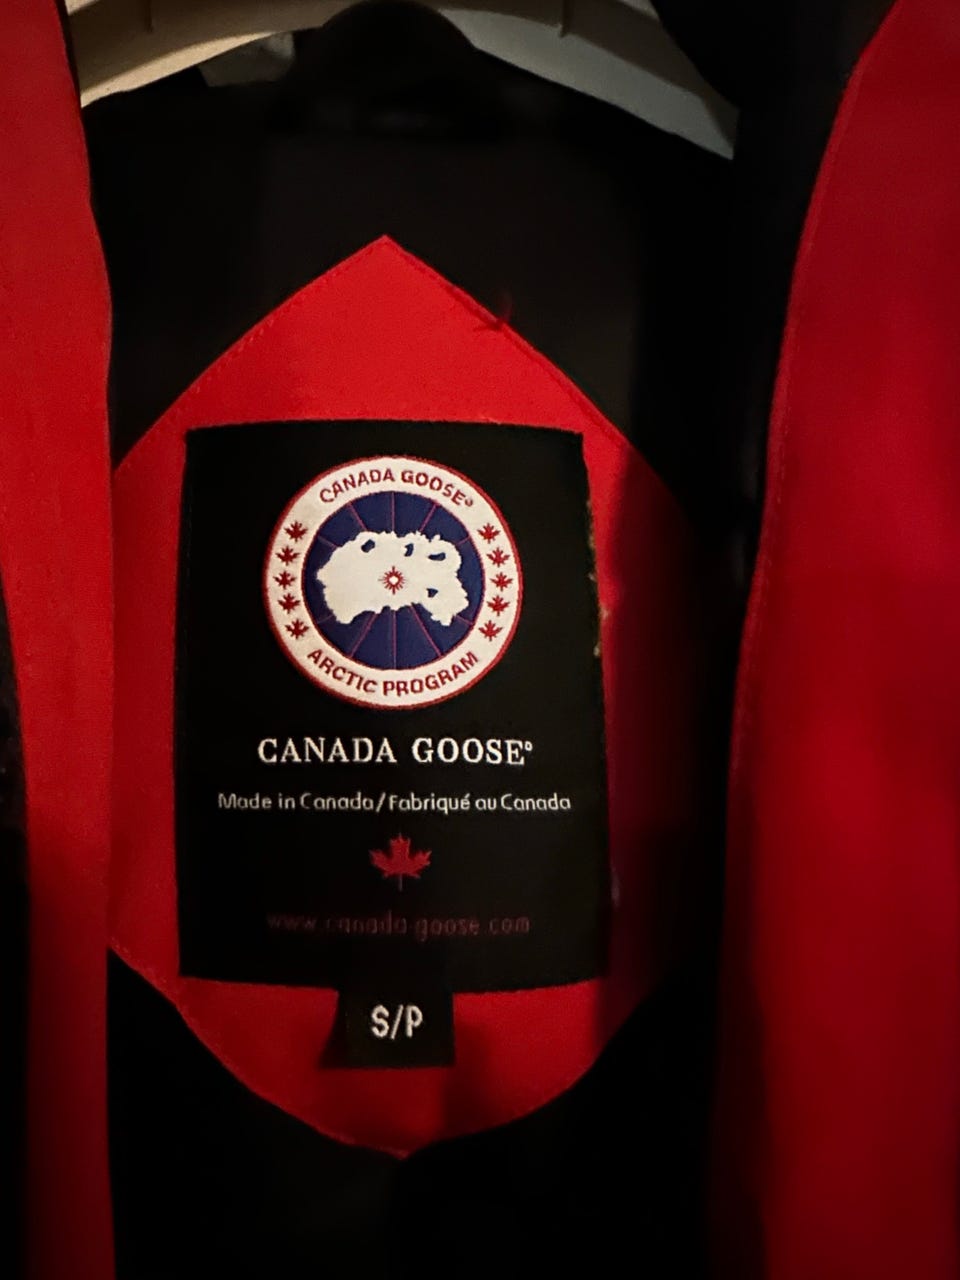 CANADA GOOSE®
ARCTIC PROGRAM
CANADA GOOSE®
Made in Canada/Fabriqué au Canada
www.canada-goose.com
S/P